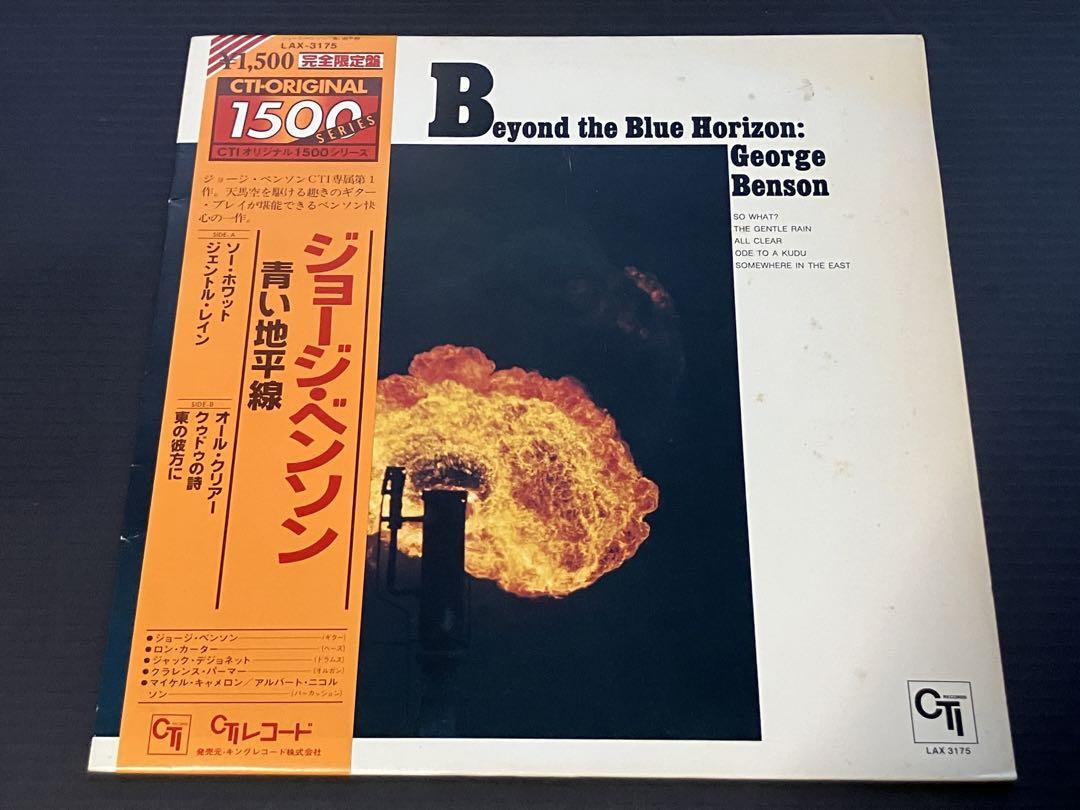 LAX-3175
¥1,500 完全限定盤
CTI-ORIGINAL
1500
SERIES
CTIオリジナル1500シリーズ
ジョージ・ベンソンCTI専属第1
作。天馬空を駆ける趣きのギター
・プレイが堪能できるベンソン快
心の一作。
ジョージ・ベンソン
青い地平線
SIDE-A
ソー・ホワット
ジェントル・レイン
SIDE-B
オール・クリアー
クゥドゥの詩
東の彼方に
●ジョージ・ベンソン(ギター)
●ロン・カーター(ベース)
●ジャック・デジョネット(ドラムス)
●クラレンス・パーマー(オルガン)
●マイケル・キャメロン/アルバート・ニコル
ソン(パーカッション)
CTI RECORDS
CTIレコード
発売元・キングレコード株式会社
Beyond the Blue Horizon:
George
Benson
SO WHAT?
THE GENTLE RAIN
ALL CLEAR
ODE TO A KUDU
SOMEWHERE IN THE EAST
CTI RECORDS
LAX 3175